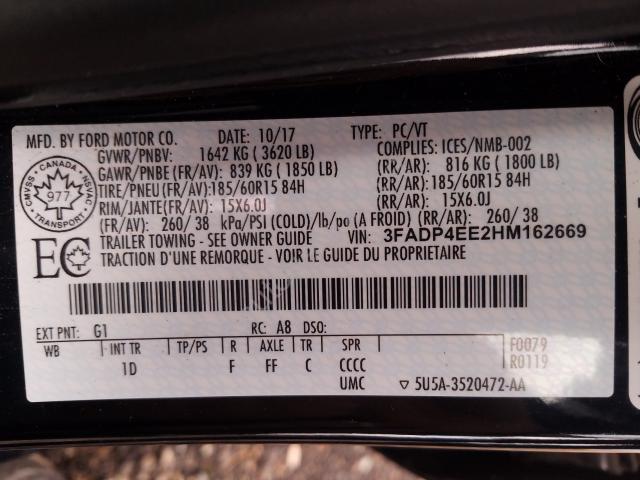 MFD. BY FORD MOTOR CO. DATE: 10/17 TYPE: PC/VT
GVWR/PNBV: 1642 KG ( 3620 LB) COMPLIES: ICES/NMB-002
GAWR/PNBE(FR/AV): 839 KG ( 1850 LB) (RR/AR): 816 KG ( 1800 LB)
TIRE/PNEU(FR/AV): 185/60R15 84H (RR/AR): 185/60R15 84H
RIM/JANTE(FR/AV): 15X6.0J (RR/AR): 15X6.0J
(FR/AV): 260/ 38 kPa/PSI (COLD)/lb/po (A FROID) (RR/AR): 260/ 38
TRAILER TOWING - SEE OWNER GUIDE VIN: 3FADP4EE2HM162669
TRACTION D'UNE REMORQUE - VOIR LE GUIDE DU PROPRIETAIRE
CANADA
CMVSS 977 NSVAC
TRANSPORT
EC
EXT PNT: G1 RC: A8 DSO:
WB INT TR TP/PS R AXLE TR SPR F0079
1D F FF C CCCC R0119
UMC ▽ 5U5A-3520472-AA